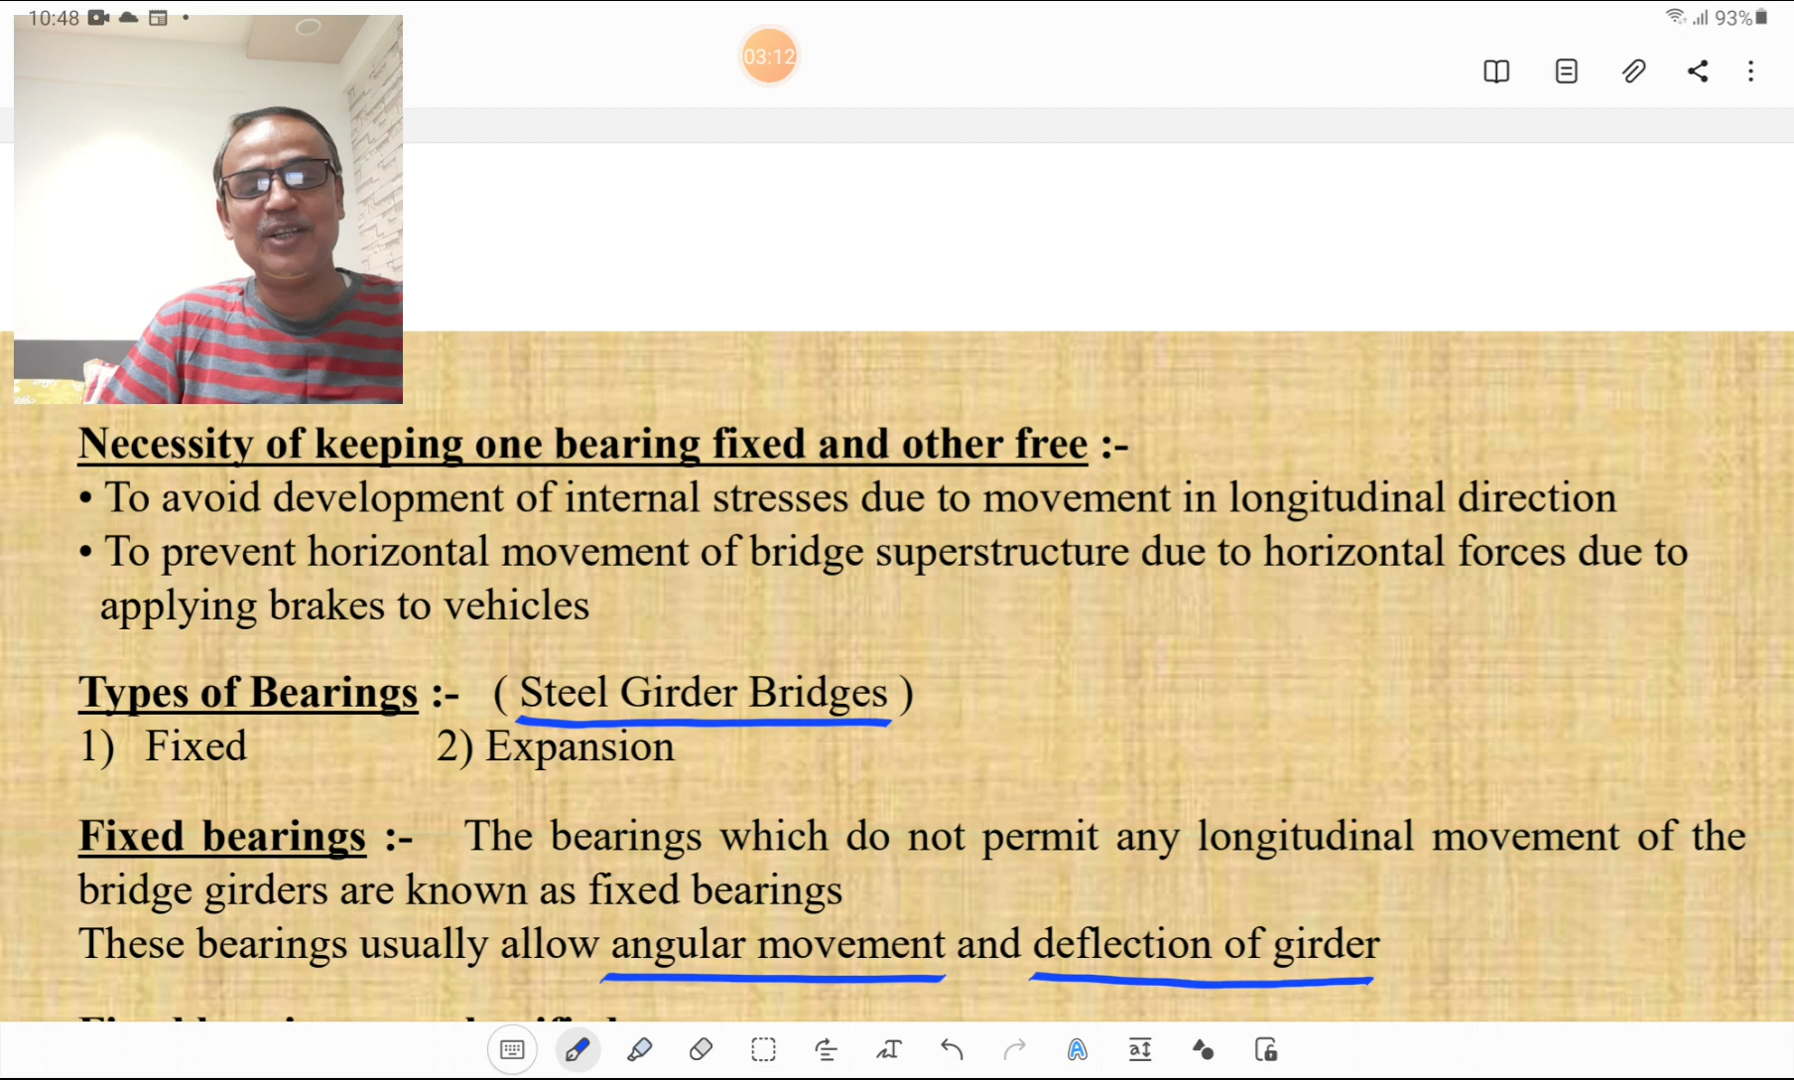 10:48
93%
03:12
Necessity of keeping one bearing fixed and other free :-
• To avoid development of internal stresses due to movement in longitudinal direction
• To prevent horizontal movement of bridge superstructure due to horizontal forces due to
applying brakes to vehicles
Types of Bearings :- ( Steel Girder Bridges )
1) Fixed 2) Expansion
Fixed bearings :- The bearings which do not permit any longitudinal movement of the
bridge girders are known as fixed bearings
These bearings usually allow angular movement and deflection of girder